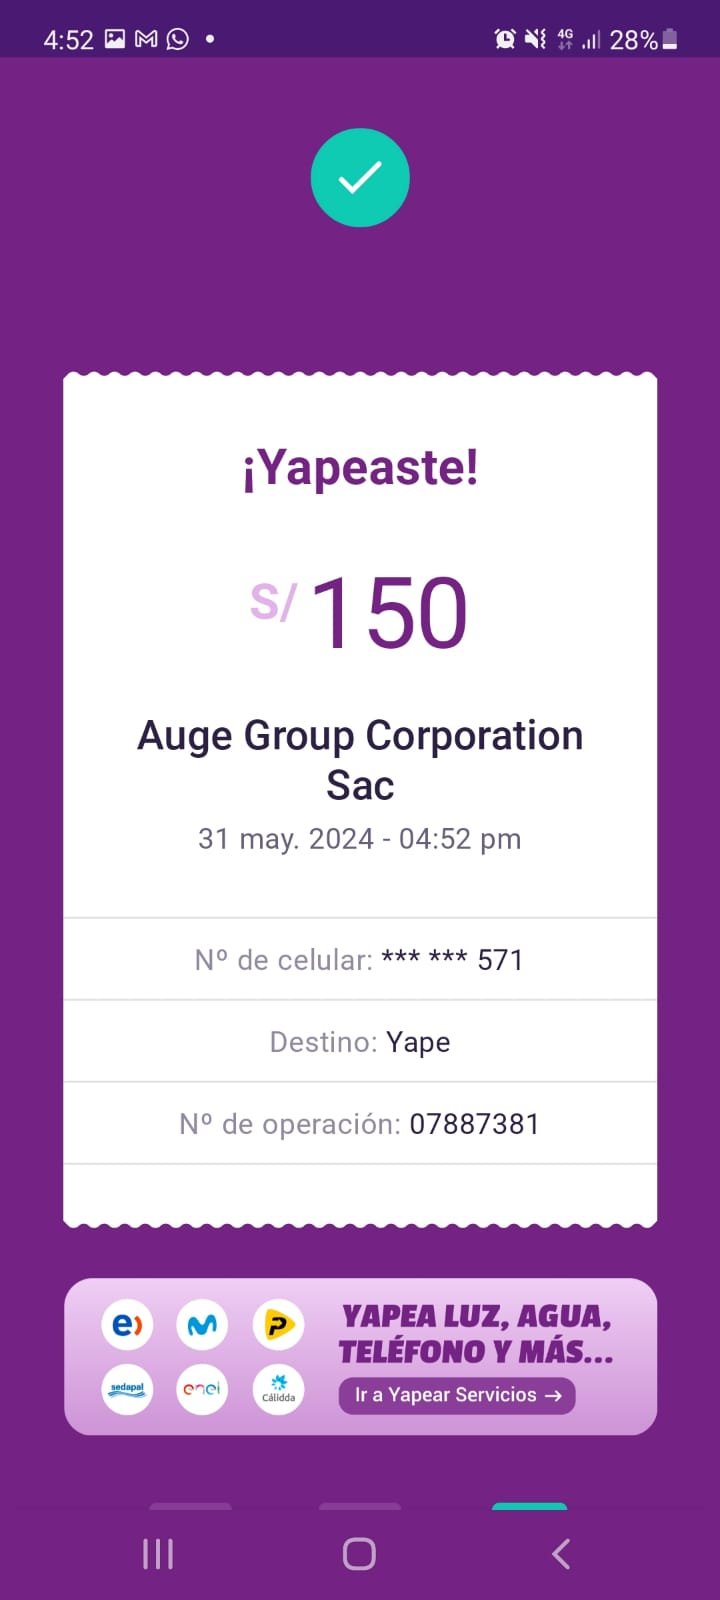 4:52
4G
28%
¡Yapeaste!
S/ 150
Auge Group Corporation
Sac
31 may. 2024 - 04:52 pm
Nº de celular: *** *** 571
Destino: Yape
Nº de operación: 07887381
e)
P
sedapal
enel
Cálidda
YAPEA LUZ, AGUA,
TELÉFONO Y MÁS...
Ir a Yapear Servicios →